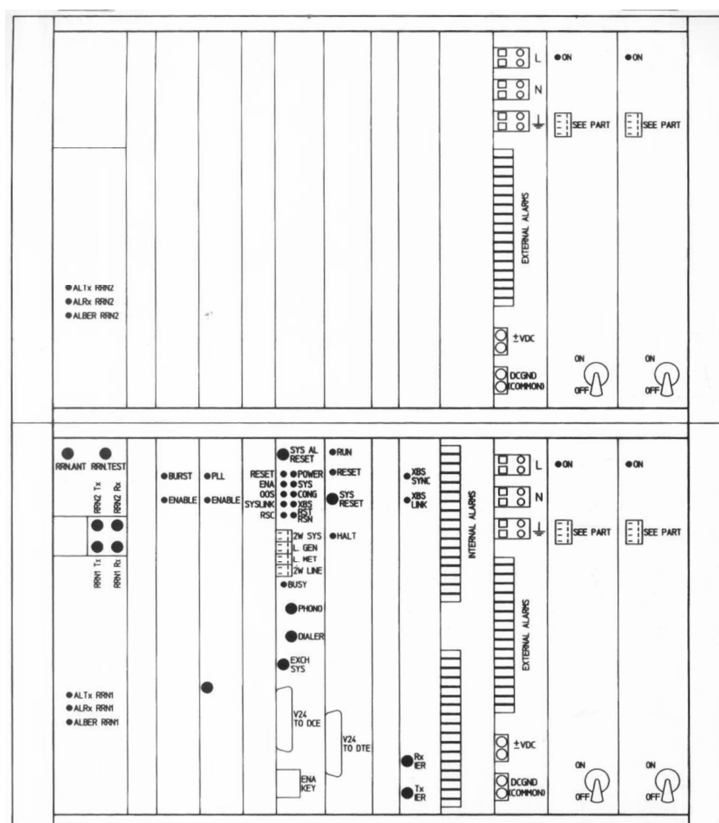 L
ON
ON
N
SEE PART
SEE PART
EXTERNAL ALARMS
ALTx RRN2
ALRx RRN2
ALBER RRN2
±VDC
ON
ON
DCGND
(COMMON)
OFF
OFF
RRN.ANT
RRN.TEST
RRN2 Tx
RRN2 Rx
RRN1 Tx
RRN1 Rx
ALTx RRN1
ALRx RRN1
ALBER RRN1
BURST
ENABLE
PLL
ENABLE
SYS AL
RESET
RESET
POWER
ENA
SYS
OOS
CONG
SYSLINK
XBS
RSC
RST
RSN
2W SYS
L. GEN
L. MET
2W LINE
BUSY
PHONO
DIALER
EXCH
SYS
V24
TO DCE
ENA
KEY
RUN
RESET
SYS
RESET
HALT
V24
TO DTE
XBS
SYNC
XBS
LINK
Rx
IER
Tx
IER
INTERNAL ALARMS
L
N
EXTERNAL ALARMS
±VDC
DCGND
(COMMON)
ON
SEE PART
ON
OFF
ON
SEE PART
ON
OFF